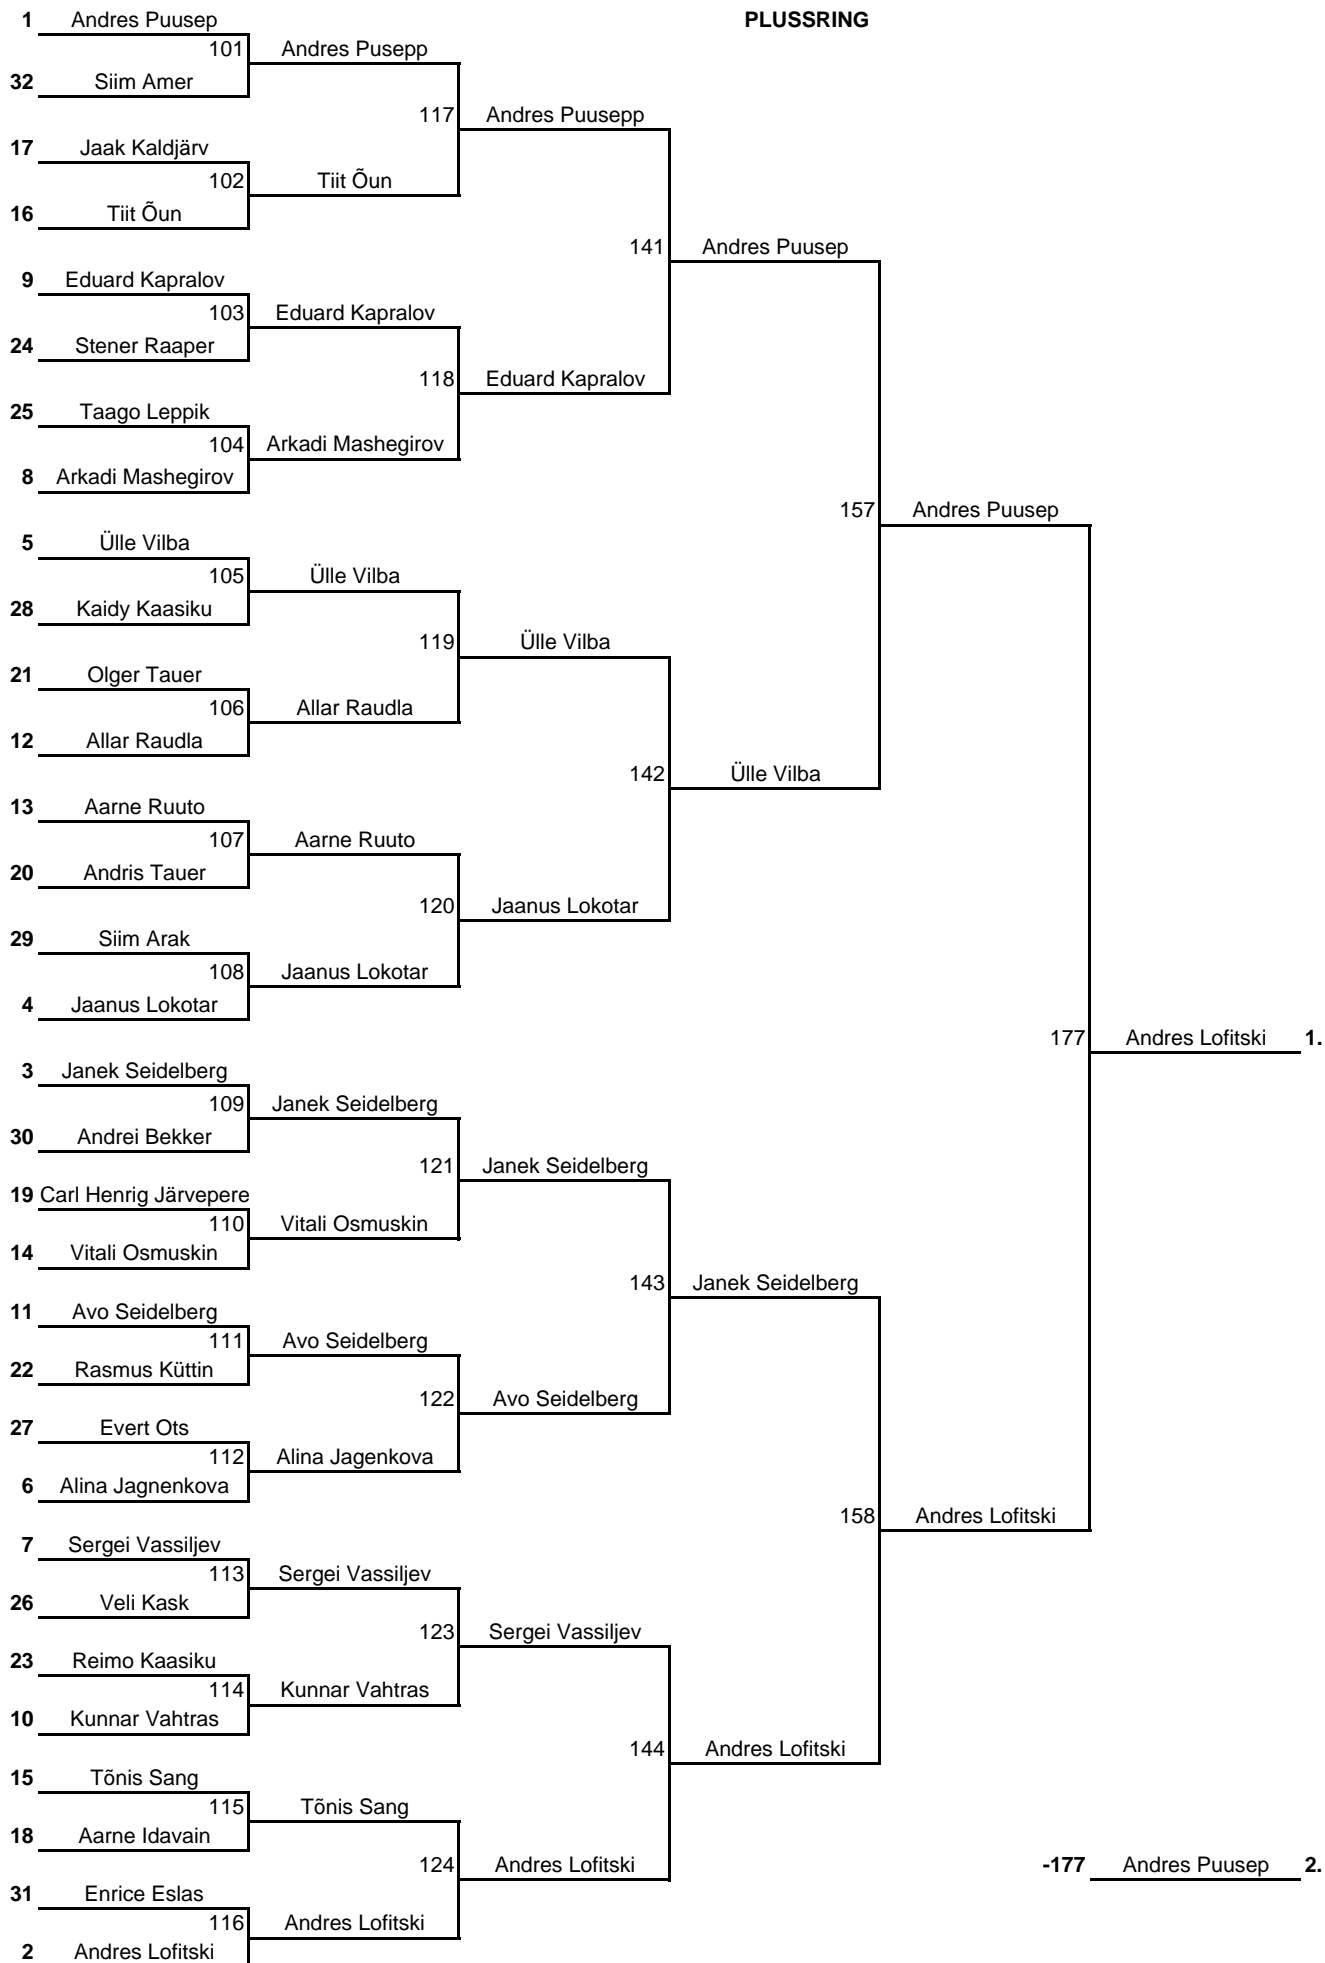 1 Andres Puusep PLUSSRING
101 Andres Pusepp
32 Siim Amer
117 Andres Puusepp
17 Jaak Kaldjärv
102 Tiit Õun
16 Tiit Õun
141 Andres Puusep
9 Eduard Kapralov
103 Eduard Kapralov
24 Stener Raaper
118 Eduard Kapralov
25 Taago Leppik
104 Arkadi Mashegirov
8 Arkadi Mashegirov
157 Andres Puusep
5 Ülle Vilba
105 Ülle Vilba
28 Kaidy Kaasiku
119 Ülle Vilba
21 Olger Tauer
106 Allar Raudla
12 Allar Raudla
142 Ülle Vilba
13 Aarne Ruuto
107 Aarne Ruuto
20 Andris Tauer
120 Jaanus Lokotar
29 Siim Arak
108 Jaanus Lokotar
4 Jaanus Lokotar
177 Andres Lofitski 1.
3 Janek Seidelberg
109 Janek Seidelberg
30 Andrei Bekker
121 Janek Seidelberg
19 Carl Henrig Järvepere
110 Vitali Osmuskin
14 Vitali Osmuskin
143 Janek Seidelberg
11 Avo Seidelberg
111 Avo Seidelberg
22 Rasmus Küttin
122 Avo Seidelberg
27 Evert Ots
112 Alina Jagenkova
6 Alina Jagnenkova
158 Andres Lofitski
7 Sergei Vassiljev
113 Sergei Vassiljev
26 Veli Kask
123 Sergei Vassiljev
23 Reimo Kaasiku
114 Kunnar Vahtras
10 Kunnar Vahtras
144 Andres Lofitski
15 Tõnis Sang
115 Tõnis Sang
18 Aarne Idavain
124 Andres Lofitski -177 Andres Puusep 2.
31 Enrice Eslas
116 Andres Lofitski
2 Andres Lofitski